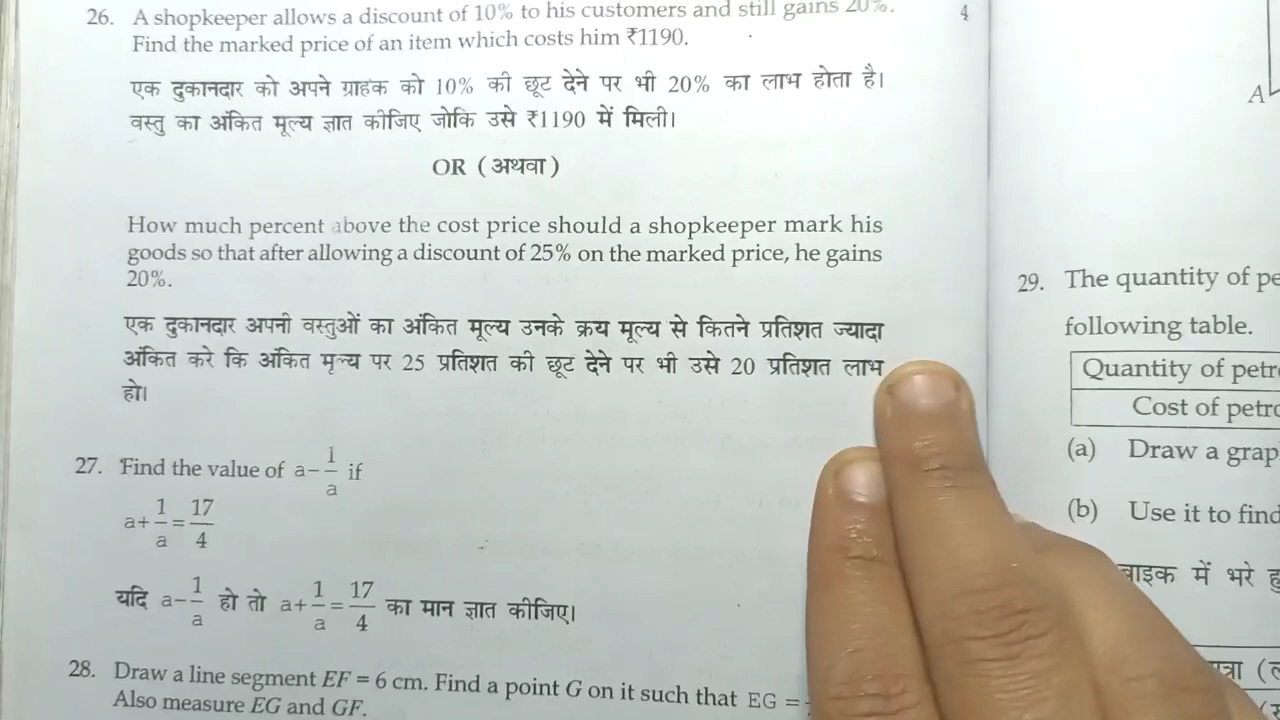 26. A shopkeeper allows a discount of 10% to his customers and still gains 20%.
4
Find the marked price of an item which costs him ₹1190.
एक दुकानदार को अपने ग्राहक को 10% की छूट देने पर भी 20% का लाभ होता है।
वस्तु का अंकित मूल्य ज्ञात कीजिए जोकि उसे ₹1190 में मिली।
OR (अथवा)
How much percent above the cost price should a shopkeeper mark his
goods so that after allowing a discount of 25% on the marked price, he gains
20%.
एक दुकानदार अपनी वस्तुओं का अंकित मूल्य उनके क्रय मूल्य से कितने प्रतिशत ज्यादा
अंकित करे कि अंकित मूल्य पर 25 प्रतिशत की छूट देने पर भी उसे 20 प्रतिशत लाभ
हो।
27. Find the value of a-1/a if
a+1/a=17/4
यदि a-1/a हो तो a+1/a=17/4 का मान ज्ञात कीजिए।
28. Draw a line segment EF = 6 cm. Find a point G on it such that EG =
Also measure EG and GF.
A
29. The quantity of pe
following table.
Quantity of petr
Cost of petr
(a) Draw a grap
(b) Use it to find
बाइक में भरे